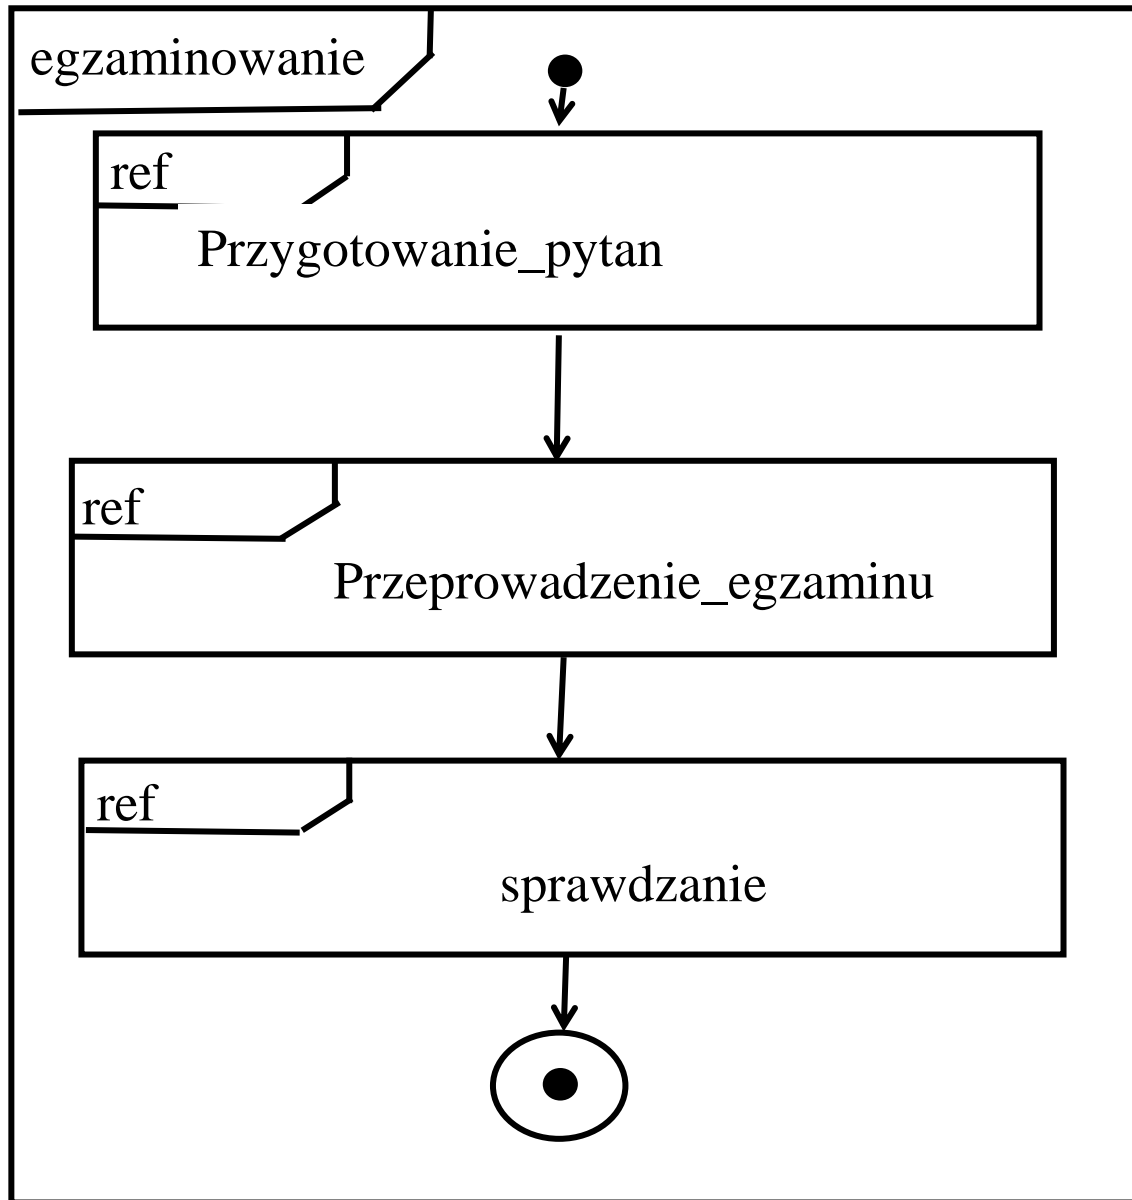 egzaminowanie
ref
Przygotowanie_pytan
ref
Przeprowadzenie_egzaminu
ref
sprawdzanie